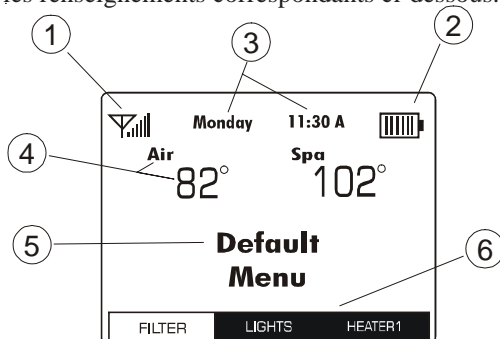 les renseignements correspondants ci-dessous.
1 3 2
Monday 11:30 A
4 Air 82° Spa 102°
5 Default
Menu
6
FILTER LIGHTS HEATER1